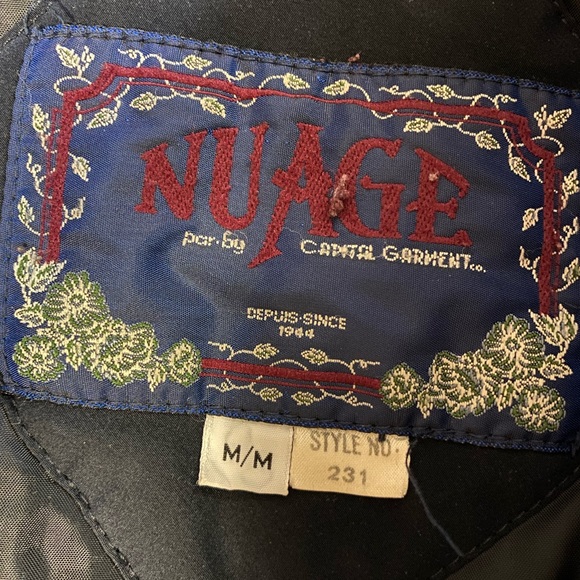 NUAGE
par·by CAPITAL GARMENT CO.
DEPUIS·SINCE
1944
M/M
STYLE NO.
231